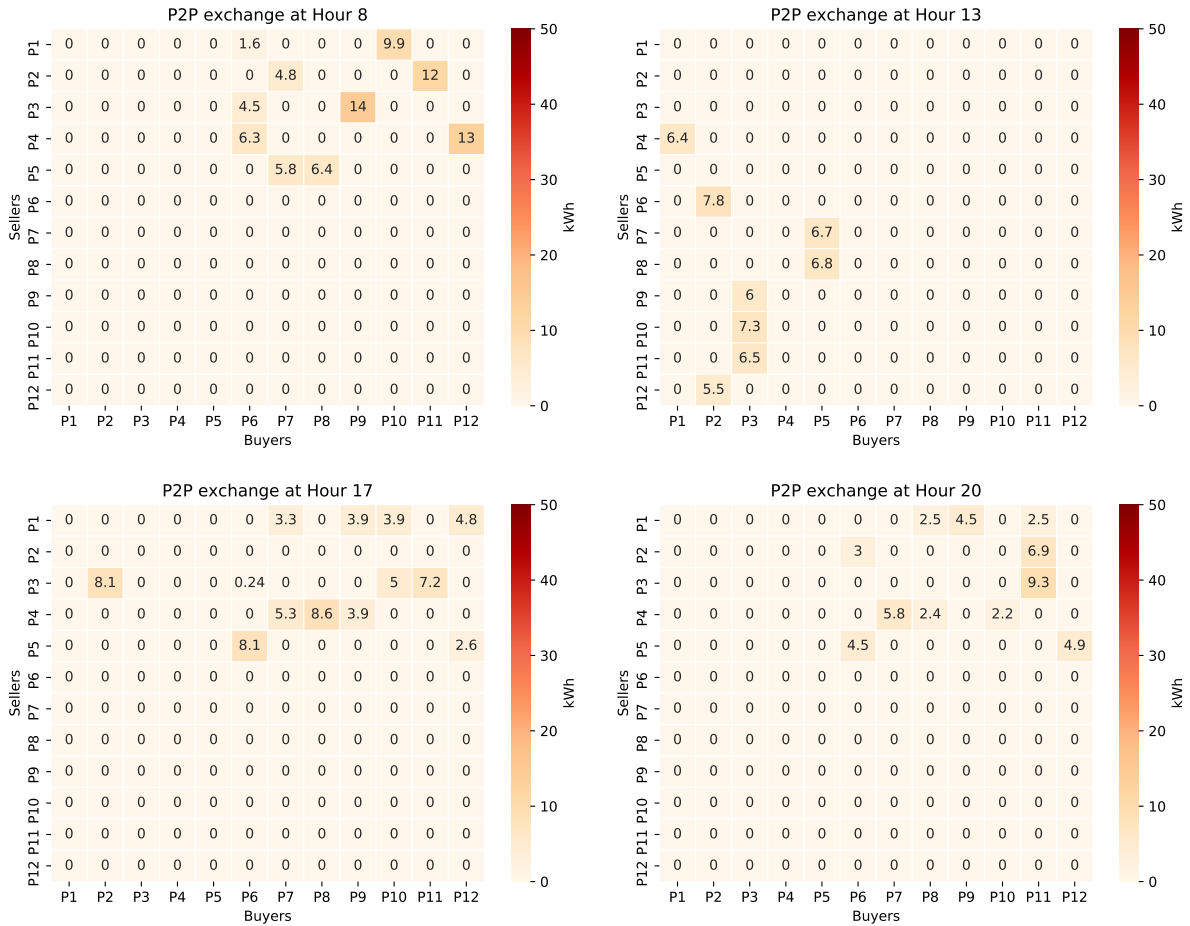 P2P exchange at Hour 8
P1 0 0 0 0 0 1.6 0 0 0 9.9 0 0
P2 0 0 0 0 0 0 4.8 0 0 0 12 0
P3 0 0 0 0 0 4.5 0 0 14 0 0 0
P4 0 0 0 0 0 6.3 0 0 0 0 0 13
P5 0 0 0 0 0 0 5.8 6.4 0 0 0 0
P6 0 0 0 0 0 0 0 0 0 0 0 0
P7 0 0 0 0 0 0 0 0 0 0 0 0
P8 0 0 0 0 0 0 0 0 0 0 0 0
P9 0 0 0 0 0 0 0 0 0 0 0 0
P10 0 0 0 0 0 0 0 0 0 0 0 0
P11 0 0 0 0 0 0 0 0 0 0 0 0
P12 0 0 0 0 0 0 0 0 0 0 0 0
P1 P2 P3 P4 P5 P6 P7 P8 P9 P10 P11 P12
Buyers
Sellers
50
40
30
20
10
0
kWh
P2P exchange at Hour 13
P1 0 0 0 0 0 0 0 0 0 0 0 0
P2 0 0 0 0 0 0 0 0 0 0 0 0
P3 0 0 0 0 0 0 0 0 0 0 0 0
P4 6.4 0 0 0 0 0 0 0 0 0 0 0
P5 0 0 0 0 0 0 0 0 0 0 0 0
P6 0 7.8 0 0 0 0 0 0 0 0 0 0
P7 0 0 0 0 6.7 0 0 0 0 0 0 0
P8 0 0 0 0 6.8 0 0 0 0 0 0 0
P9 0 0 6 0 0 0 0 0 0 0 0 0
P10 0 0 7.3 0 0 0 0 0 0 0 0 0
P11 0 0 6.5 0 0 0 0 0 0 0 0 0
P12 0 5.5 0 0 0 0 0 0 0 0 0 0
P1 P2 P3 P4 P5 P6 P7 P8 P9 P10 P11 P12
Buyers
Sellers
50
40
30
20
10
0
kWh
P2P exchange at Hour 17
P1 0 0 0 0 0 0 3.3 0 3.9 3.9 0 4.8
P2 0 0 0 0 0 0 0 0 0 0 0 0
P3 0 8.1 0 0 0 0.24 0 0 0 5 7.2 0
P4 0 0 0 0 0 0 5.3 8.6 3.9 0 0 0
P5 0 0 0 0 0 8.1 0 0 0 0 0 2.6
P6 0 0 0 0 0 0 0 0 0 0 0 0
P7 0 0 0 0 0 0 0 0 0 0 0 0
P8 0 0 0 0 0 0 0 0 0 0 0 0
P9 0 0 0 0 0 0 0 0 0 0 0 0
P10 0 0 0 0 0 0 0 0 0 0 0 0
P11 0 0 0 0 0 0 0 0 0 0 0 0
P12 0 0 0 0 0 0 0 0 0 0 0 0
P1 P2 P3 P4 P5 P6 P7 P8 P9 P10 P11 P12
Buyers
Sellers
50
40
30
20
10
0
kWh
P2P exchange at Hour 20
P1 0 0 0 0 0 0 0 2.5 4.5 0 2.5 0
P2 0 0 0 0 0 3 0 0 0 0 6.9 0
P3 0 0 0 0 0 0 0 0 0 0 9.3 0
P4 0 0 0 0 0 0 5.8 2.4 0 2.2 0 0
P5 0 0 0 0 0 4.5 0 0 0 0 0 4.9
P6 0 0 0 0 0 0 0 0 0 0 0 0
P7 0 0 0 0 0 0 0 0 0 0 0 0
P8 0 0 0 0 0 0 0 0 0 0 0 0
P9 0 0 0 0 0 0 0 0 0 0 0 0
P10 0 0 0 0 0 0 0 0 0 0 0 0
P11 0 0 0 0 0 0 0 0 0 0 0 0
P12 0 0 0 0 0 0 0 0 0 0 0 0
P1 P2 P3 P4 P5 P6 P7 P8 P9 P10 P11 P12
Buyers
Sellers
50
40
30
20
10
0
kWh